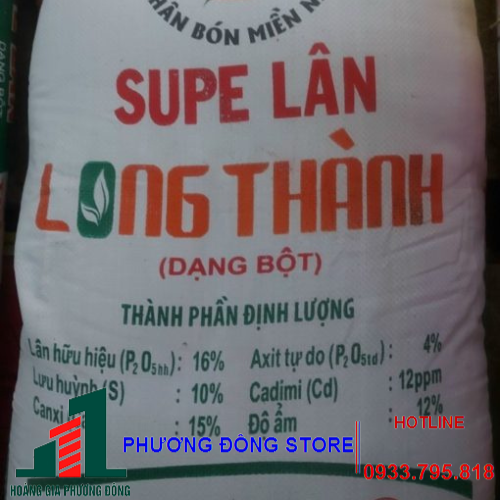 PHÂN BÓN MIỀN
SUPE LÂN
LONG THÀNH
(DẠNG BỘT)
THÀNH PHẦN ĐỊNH LƯỢNG
Lân hữu hiệu (P₂O₅hh): 16% Axit tự do (P₂O₅td): 4%
Lưu huỳnh (S) : 10% Cadimi (Cd) : 12ppm
Canxi : 15% Độ ẩm : 12%
PHƯƠNG ĐÔNG STORE
HOTLINE
0933.795.818
HOÀNG GIA PHƯƠNG ĐÔNG